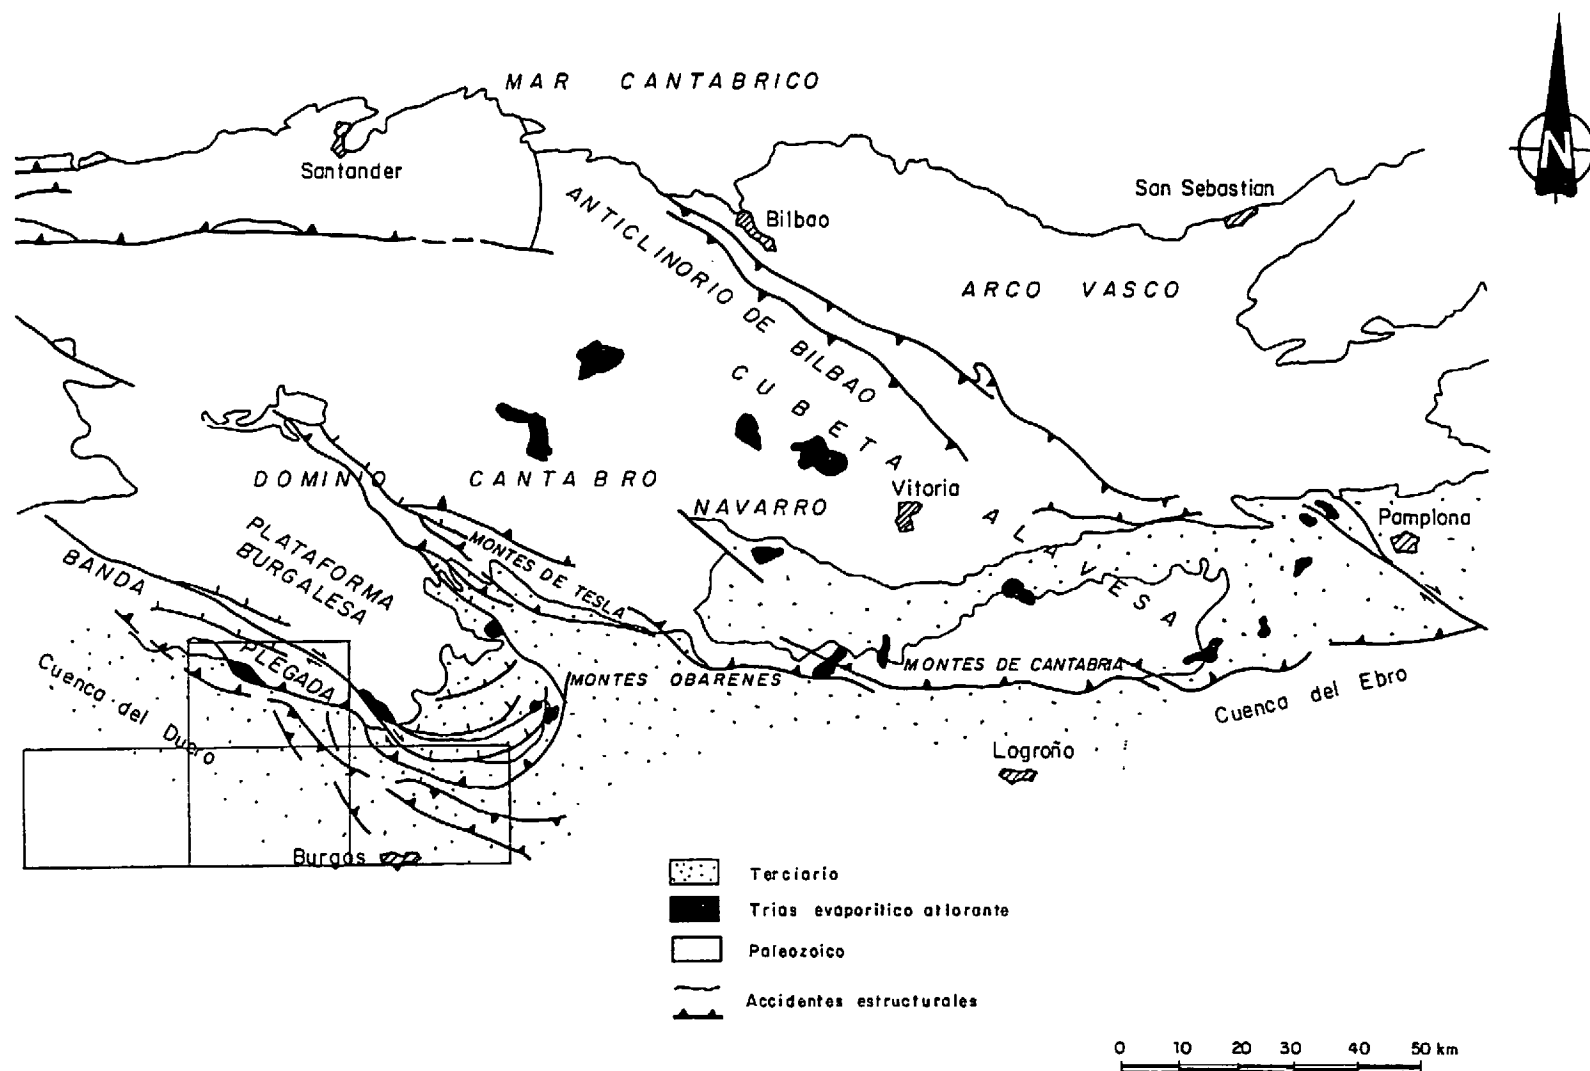 MAR CANTABRICO
N
Santander
San Sebastian
Bilbao
ANTICLINORIO DE BILBAO
ARCO VASCO
CUBETA ALAVESA
DOMINIO CANTABRO NAVARRO
Vitoria
Pamplona
PLATAFORMA
BURGALESA
MONTES DE TESLA
BANDA PLEGADA
Cuenca del Duero
MONTES OBARENES
MONTES DE CANTABRIA
Cuenca del Ebro
Logroño
Burgos
Terciario
Trias evaporitico atlorante
Paleozoico
Accidentes estructurales
0 10 20 30 40 50 km